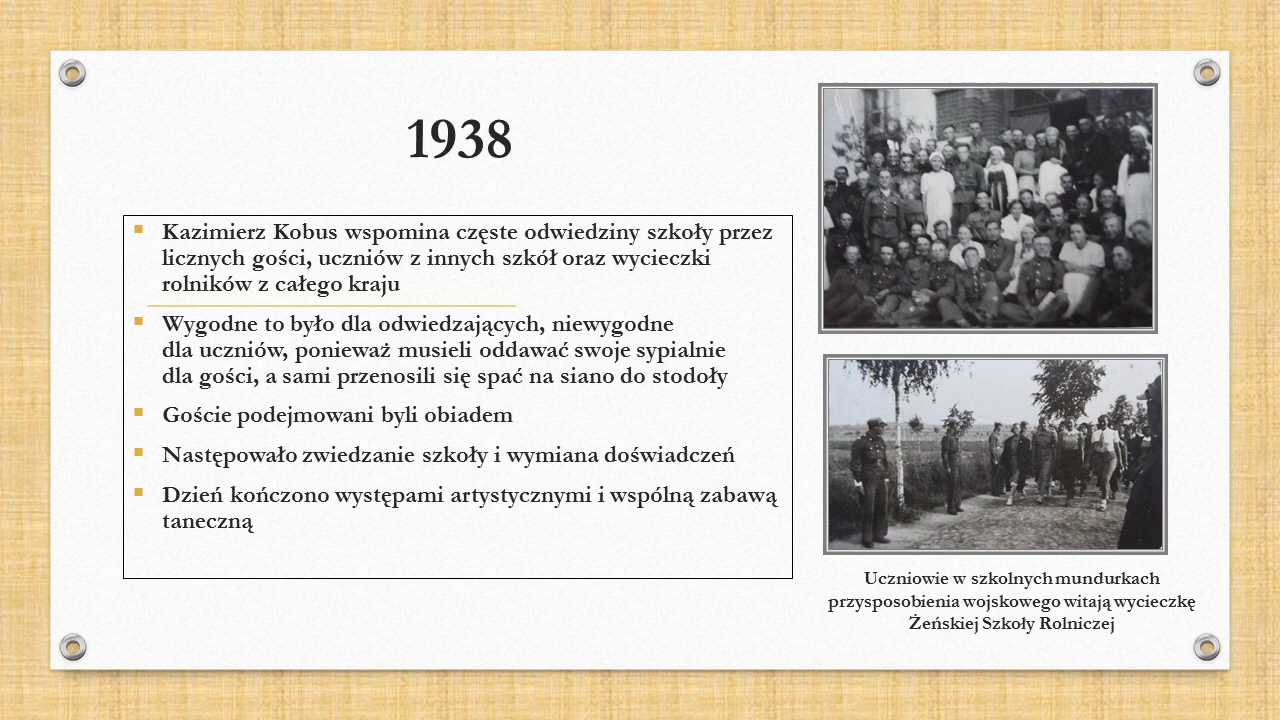 1938
Kazimierz Kobus wspomina częste odwiedziny szkoły przez
licznych gości, uczniów z innych szkół oraz wycieczki
rolników z całego kraju
Wygodne to było dla odwiedzających, niewygodne
dla uczniów, ponieważ musieli oddawać swoje sypialnie
dla gości, a sami przenosili się spać na siano do stodoły
Goście podejmowani byli obiadem
Następowało zwiedzanie szkoły i wymiana doświadczeń
Dzień kończono występami artystycznymi i wspólną zabawą
taneczną
Uczniowie w szkolnych mundurkach
przysposobienia wojskowego witają wycieczkę
Żeńskiej Szkoły Rolniczej